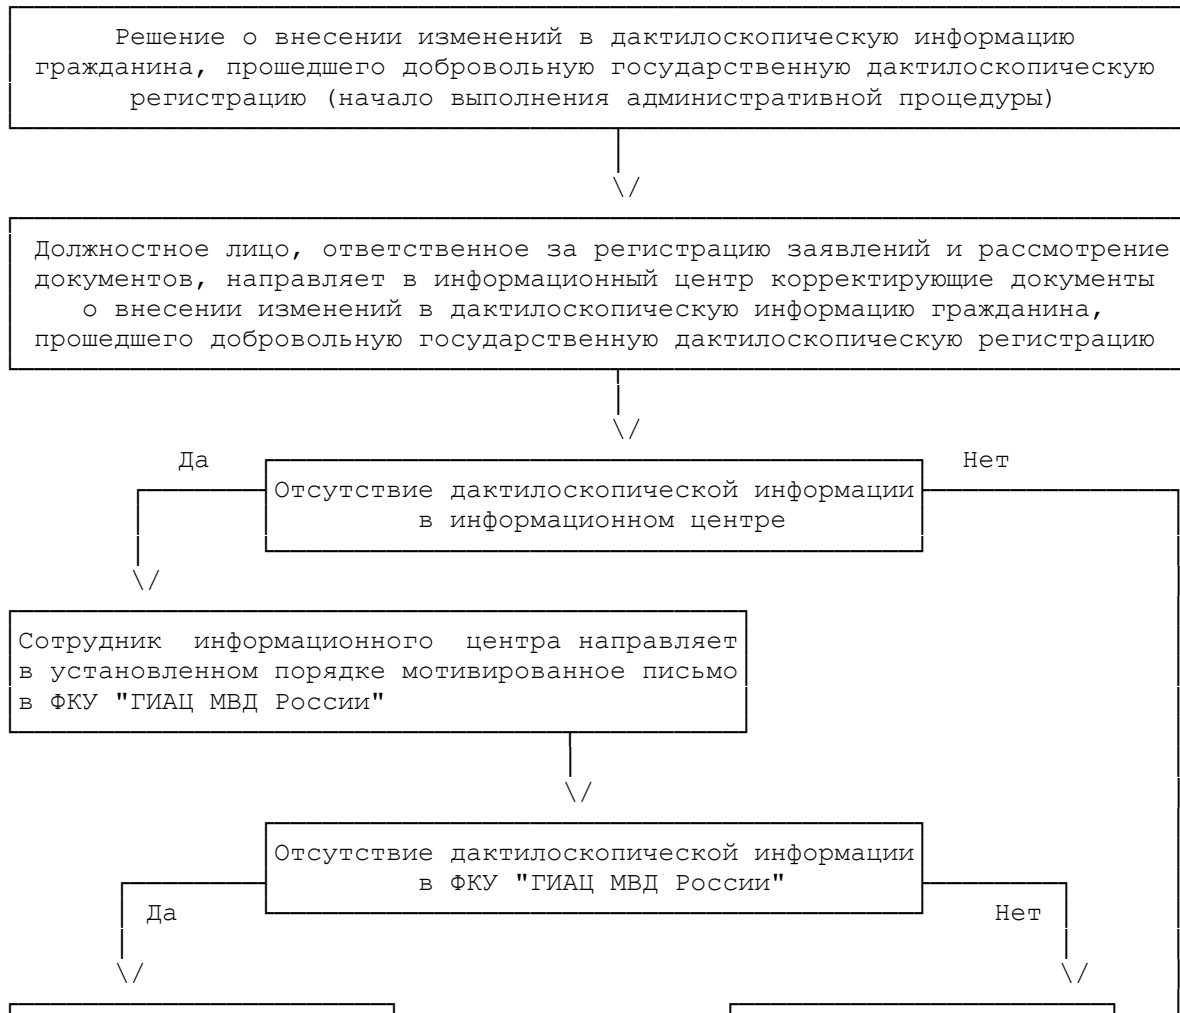 Решение о внесении изменений в дактилоскопическую информацию
гражданина, прошедшего добровольную государственную дактилоскопическую
регистрацию (начало выполнения административной процедуры)
\/
Должностное лицо, ответственное за регистрацию заявлений и рассмотрение
документов, направляет в информационный центр корректирующие документы
о внесении изменений в дактилоскопическую информацию гражданина,
прошедшего добровольную государственную дактилоскопическую регистрацию
\/
Да Нет
Отсутствие дактилоскопической информации
в информационном центре
\/
Сотрудник информационного центра направляет
в установленном порядке мотивированное письмо
в ФКУ "ГИАЦ МВД России"
\/
Отсутствие дактилоскопической информации
в ФКУ "ГИАЦ МВД России"
Да Нет
\/ \/